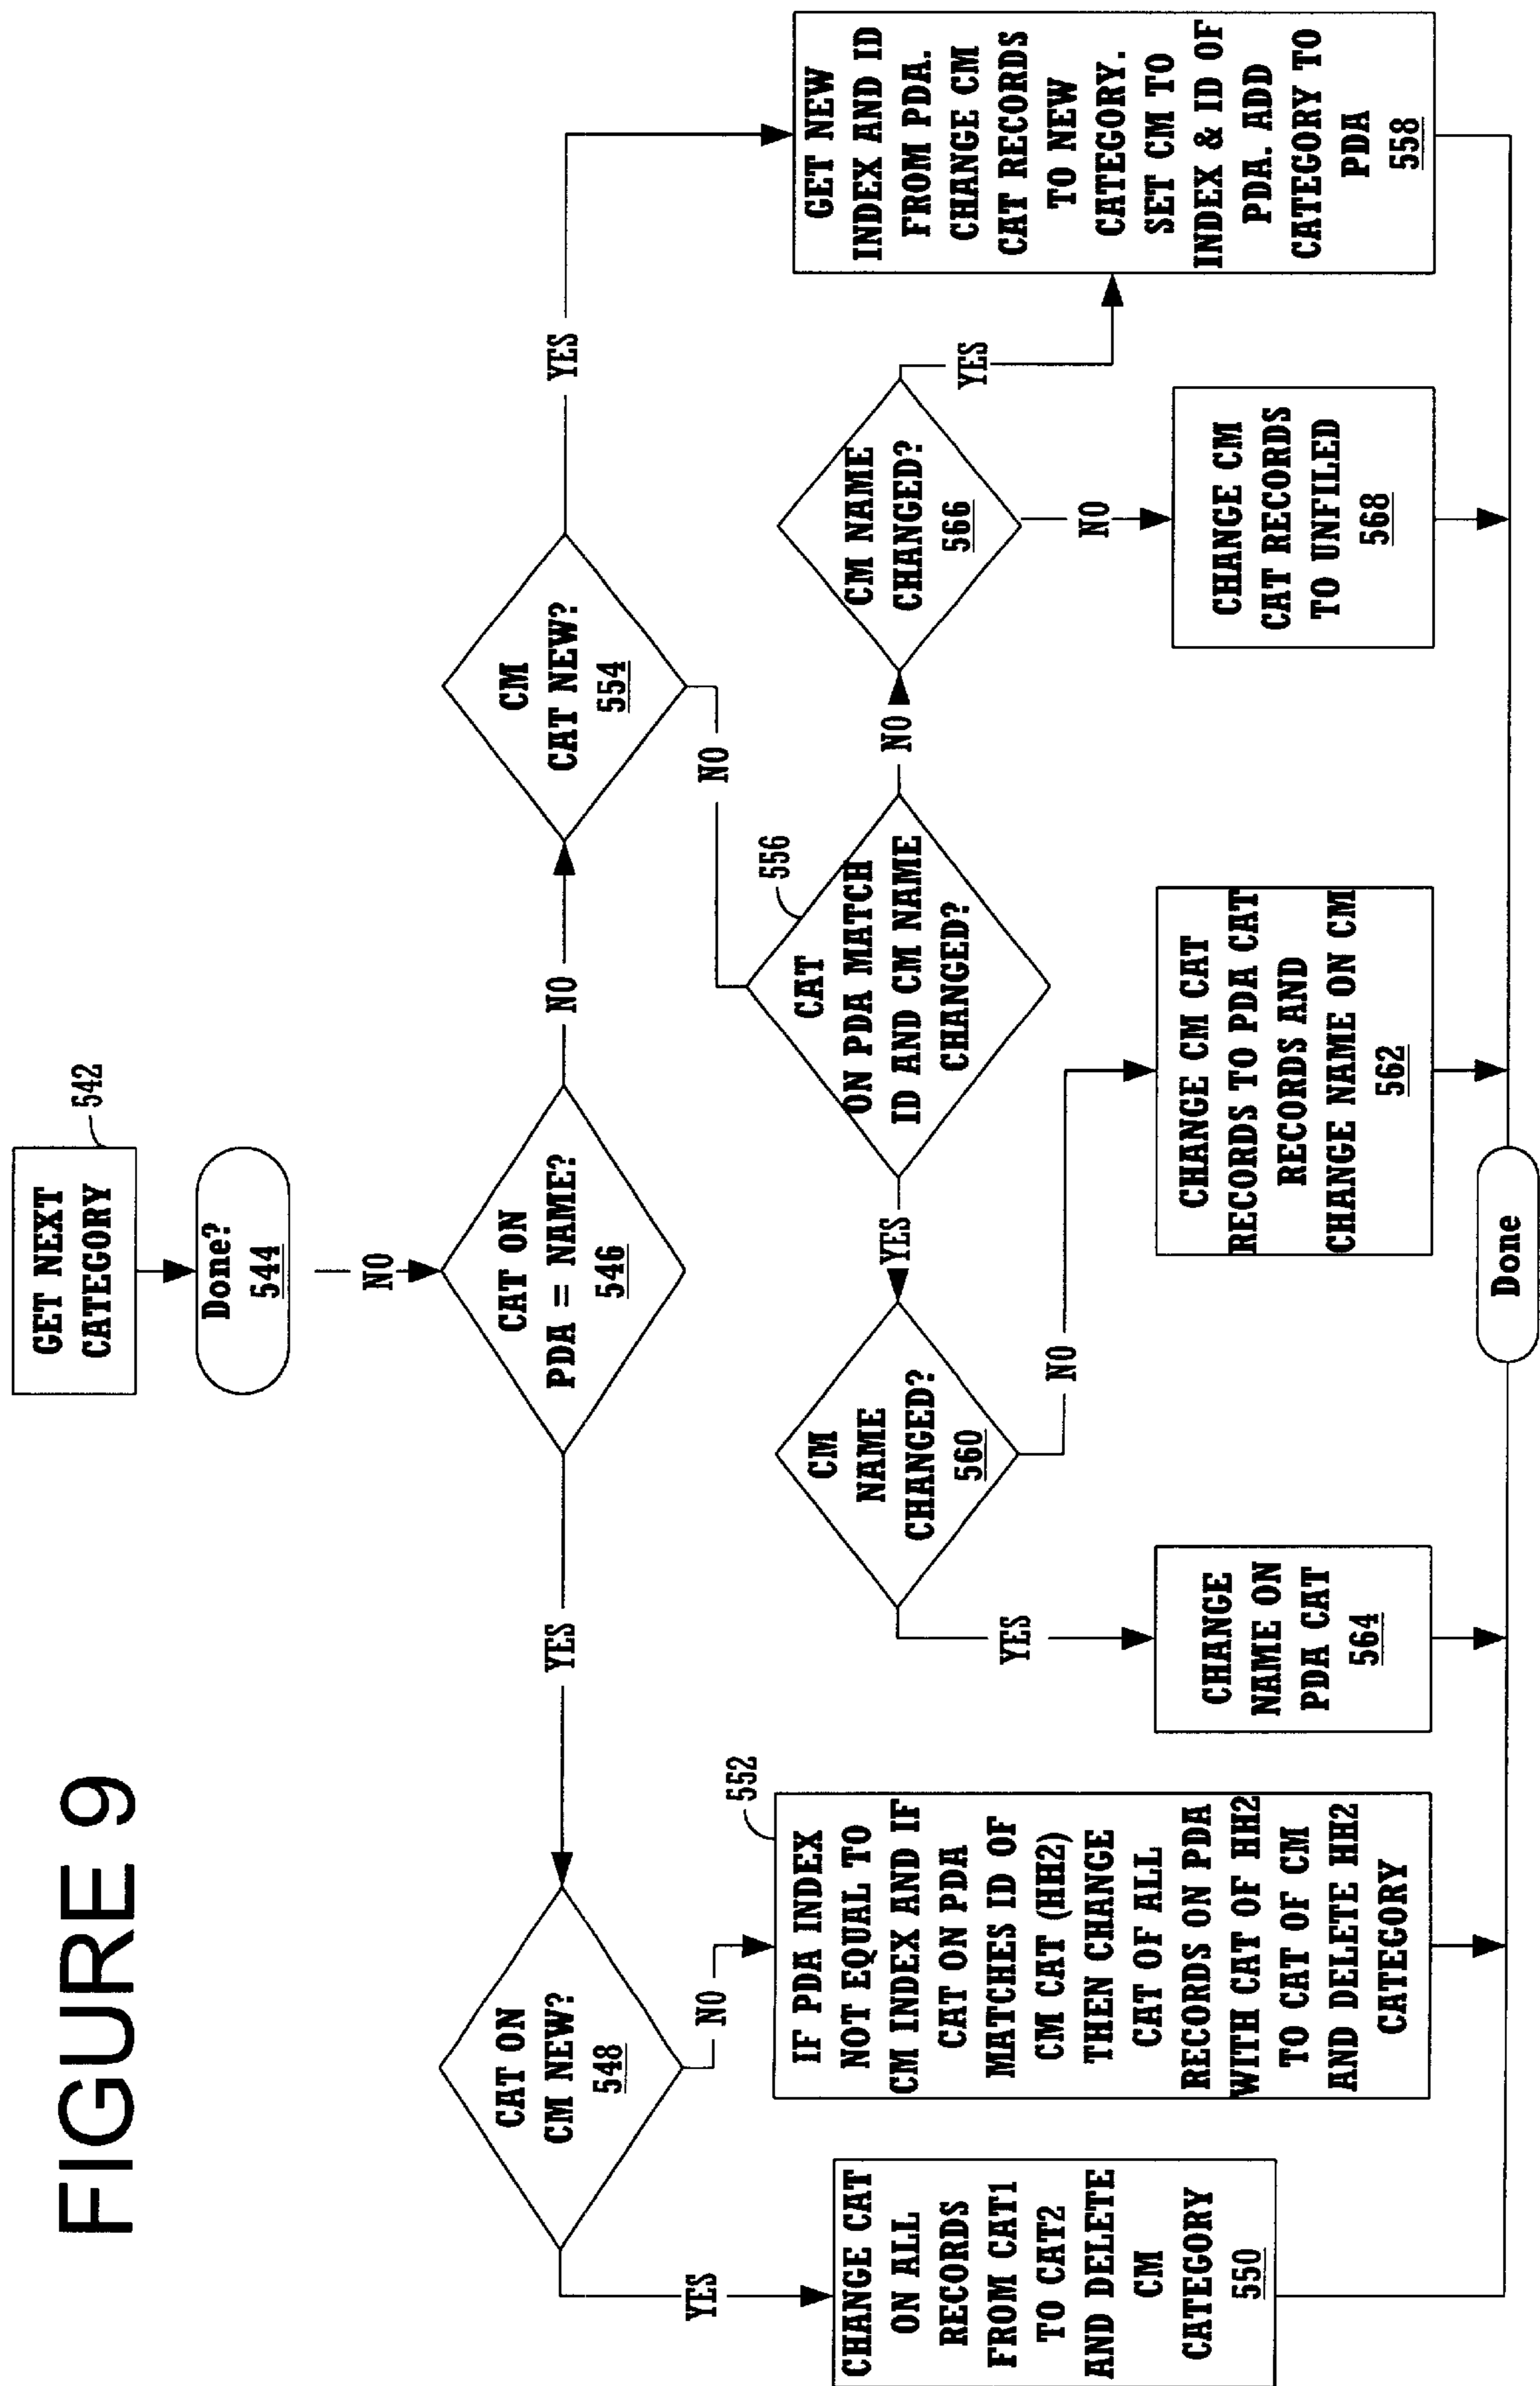 FIGURE 9
GET NEXT
CATEGORY
542
Done?
544
NO
CAT ON
PDA = NAME?
546
YES
NO
CAT ON
CM NEW?
548
CM
CAT NEW?
554
YES
NO
NO
YES
CHANGE CAT
ON ALL
RECORDS
FROM CAT1
TO CAT2
AND DELETE
CM
CATEGORY
550
552
IF PDA INDEX
NOT EQUAL TO
CM INDEX AND IF
CAT ON PDA
MATCHES ID OF
CM CAT (HH2)
THEN CHANGE
CAT OF ALL
RECORDS ON PDA
WITH CAT OF HH2
TO CAT OF CM
AND DELETE HH2
CATEGORY
CM
NAME
CHANGED?
560
YES
556
CAT
ON PDA MATCH
ID AND CM NAME
CHANGED?
NO
CM NAME
CHANGED?
566
YES
GET NEW
INDEX AND ID
FROM PDA.
CHANGE CM
CAT RECORDS
TO NEW
CATEGORY.
SET CM TO
INDEX & ID OF
PDA. ADD
CATEGORY TO
PDA
558
YES
NO
NO
CHANGE
NAME ON
PDA CAT
564
CHANGE CM CAT
RECORDS TO PDA CAT
RECORDS AND
CHANGE NAME ON CM
562
CHANGE CM
CAT RECORDS
TO UNFILED
568
Done